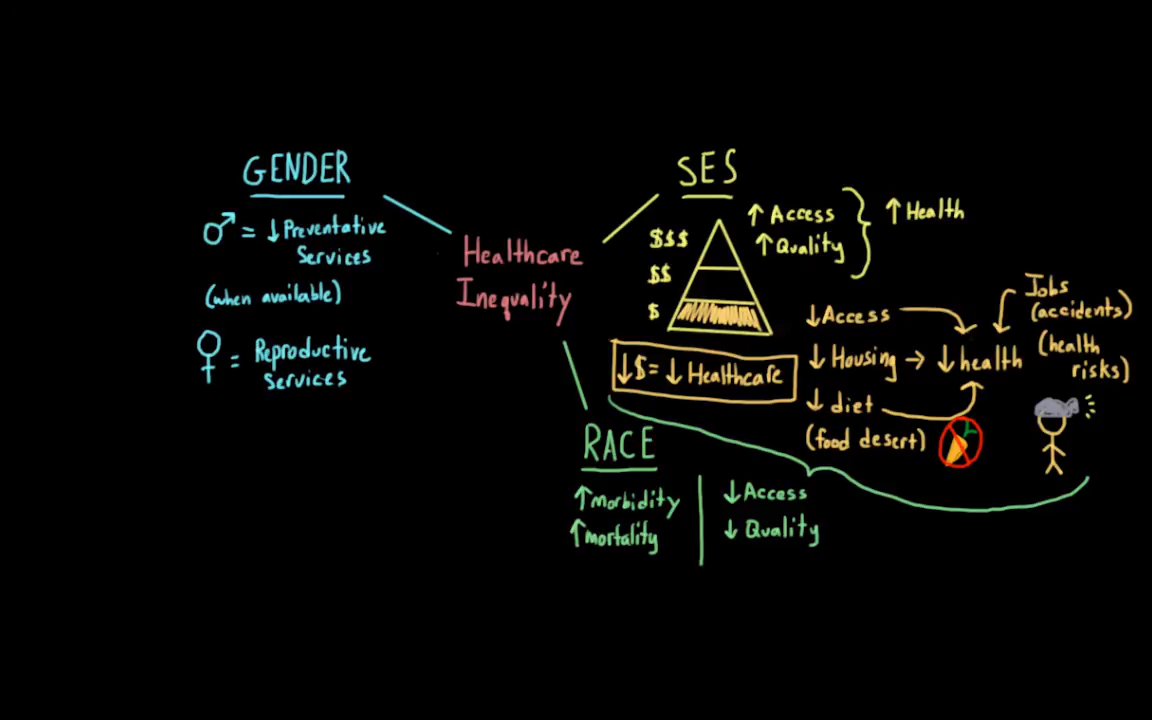 GENDER
♂ = ↓ Preventative
Services
(when available)
♀ = Reproductive
services
Healthcare
Inequality
SES
$$$
$$
$
↑ Access
↑ Quality
↑ Health
↓$ = ↓ Healthcare
↓ Access
↓ Housing → ↓ health
↓ diet
(food desert)
Jobs
(accidents)
(health
risks)
RACE
↑ morbidity
↑ mortality
↓ Access
↓ Quality